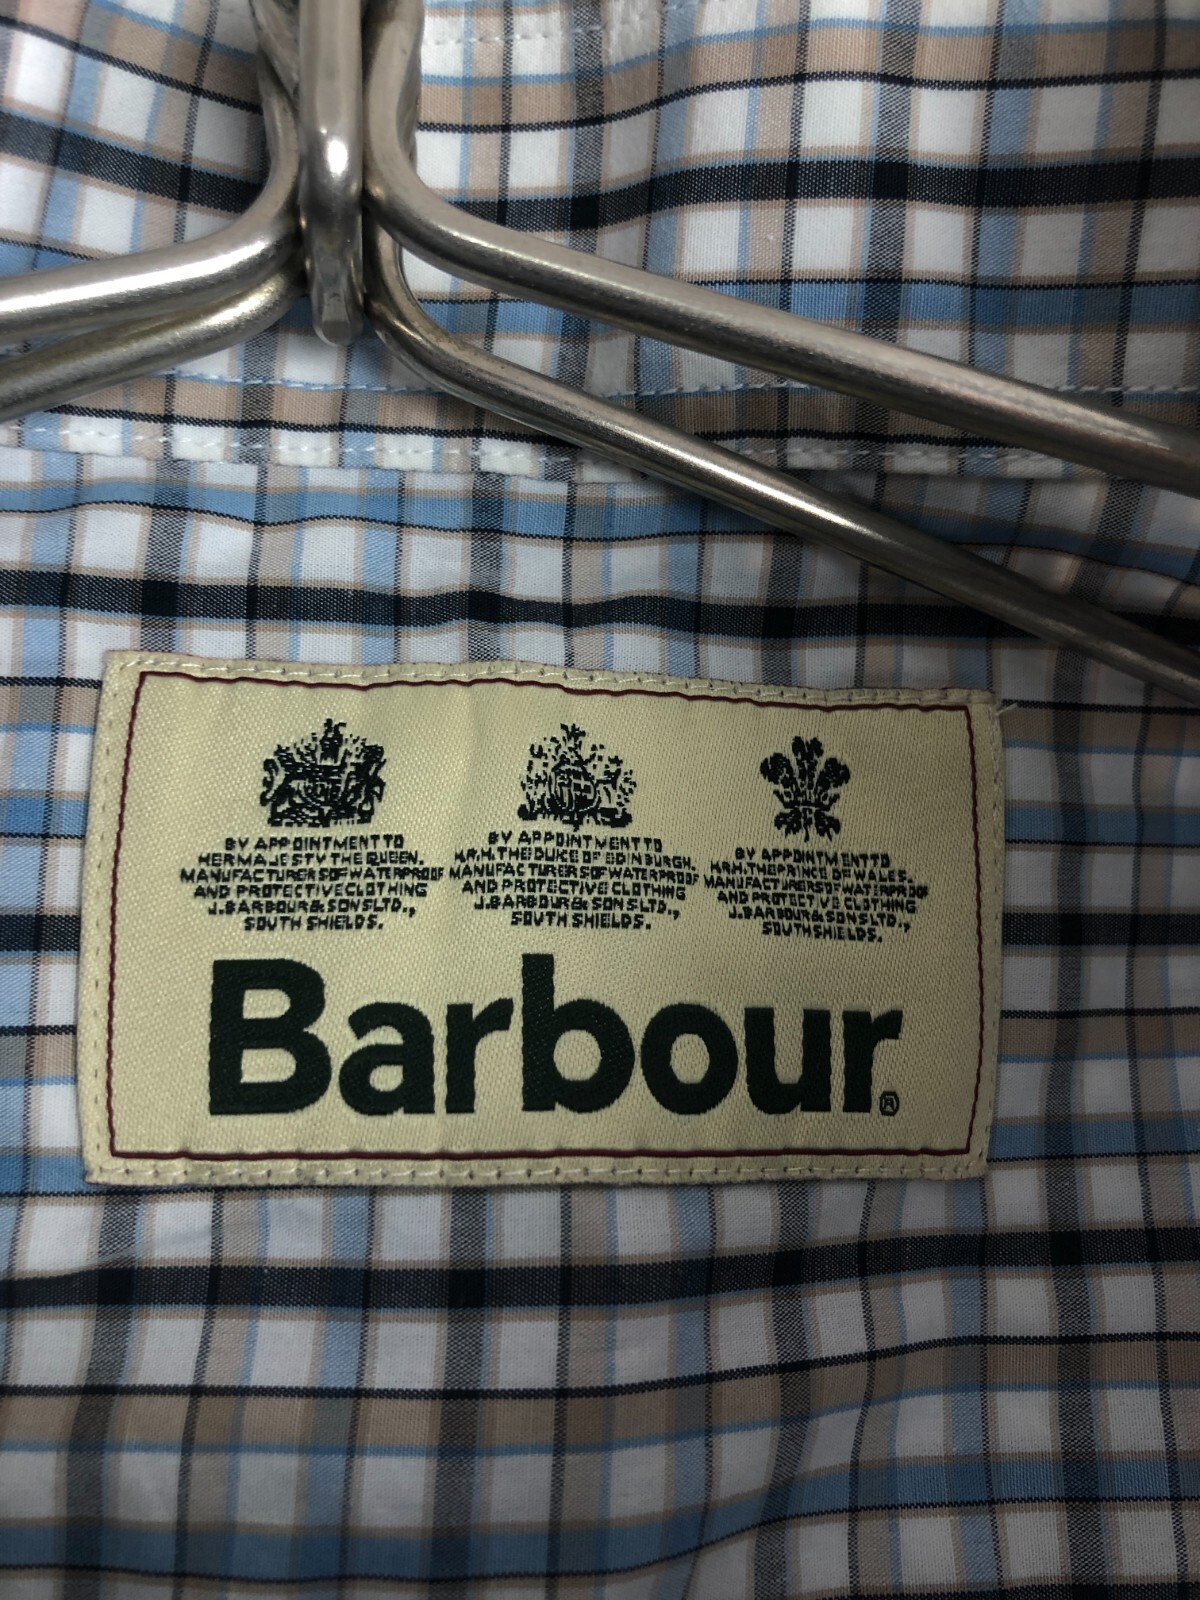 BY APPOINTMENT TO
HER MAJESTY THE QUEEN.
MANUFACTURERS OF WATERPROOF
AND PROTECTIVE CLOTHING
J. BARBOUR & SONS LTD.,
SOUTH SHIELDS.
BY APPOINTMENT TO
H.R.H. THE DUKE OF EDINBURGH.
MANUFACTURERS OF WATERPROOF
AND PROTECTIVE CLOTHING
J. BARBOUR & SONS LTD.,
SOUTH SHIELDS.
BY APPOINTMENT TO
H.R.H. THE PRINCE OF WALES.
MANUFACTURERS OF WATERPROOF
AND PROTECTIVE CLOTHING
J. BARBOUR & SONS LTD.,
SOUTH SHIELDS.
Barbour®